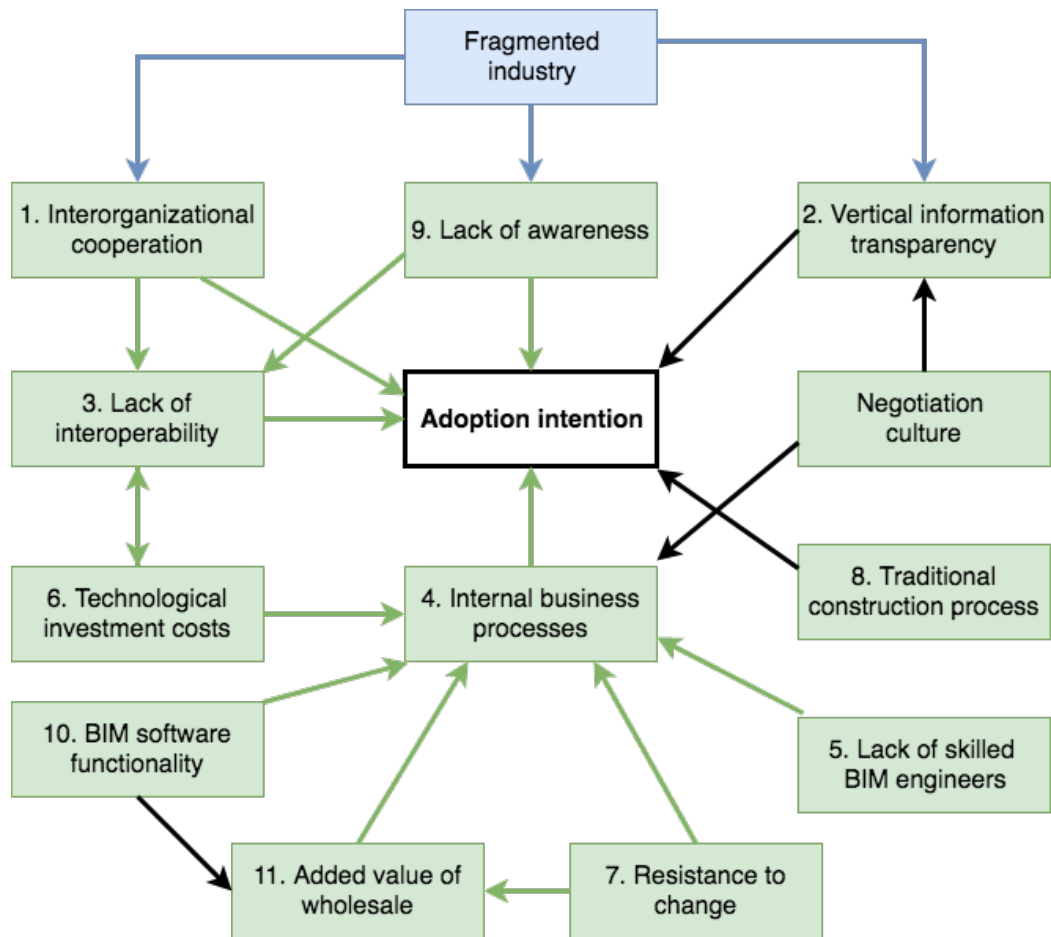 Fragmented
industry
1. Interorganizational
cooperation
9. Lack of awareness
2. Vertical information
transparency
3. Lack of
interoperability
Adoption intention
Negotiation
culture
6. Technological
investment costs
4. Internal business
processes
8. Traditional
construction process
10. BIM software
functionality
5. Lack of skilled
BIM engineers
11. Added value of
wholesale
7. Resistance to
change